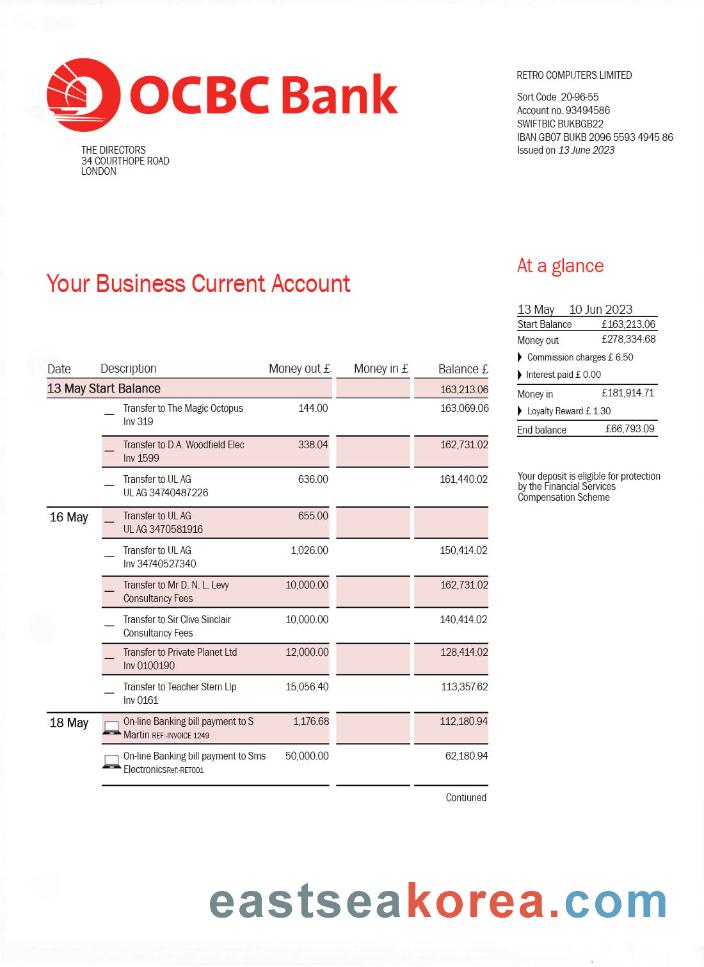 OCBC Bank
RETRO COMPUTERS LIMITED
Sort Code 20-96-55
Account no. 93494586
SWIFTBIC BUKBGB22
IBAN GB07 BUKB 2096 5593 4945 86
Issued on 13 June 2023
THE DIRECTORS
34 COURTHOPE ROAD
LONDON
Your Business Current Account
At a glance
13 May 10 Jun 2023
Start Balance £163,213.06
Money out £278,334.68
Commission charges £ 6.50
Interest paid £ 0.00
Money in £181,914.71
Loyalty Reward £ 1.30
End balance £66,793.09
Your deposit is eligible for protection
by the Financial Services
Compensation Scheme
Date Description Money out £ Money in £ Balance £
13 May Start Balance 163,213.06
Transfer to The Magic Octopus 144.00 163,069.06
Inv 319
Transfer to D.A. Woodfield Elec 338.04 162,731.02
Inv 1599
Transfer to UL AG 636.00 161,440.02
UL AG 34740487226
16 May Transfer to UL AG 655.00
UL AG 3470581916
Transfer to UL AG 1,026.00 150,414.02
Inv 34740527340
Transfer to Mr D. N. L. Levy 10,000.00 162,731.02
Consultancy Fees
Transfer to Sir Clive Sinclair 10,000.00 140,414.02
Consultancy Fees
Transfer to Private Planet Ltd 12,000.00 128,414.02
Inv 0100190
Transfer to Teacher Stern Llp 15,056.40 113,357.62
Inv 0161
18 May On-line Banking bill payment to S 1,176.68 112,180.94
Martin REF:-INVOICE 1249
On-line Banking bill payment to Sms 50,000.00 62,180.94
ElectronicsRef:-RET001
Contiuned
eastseakorea.com